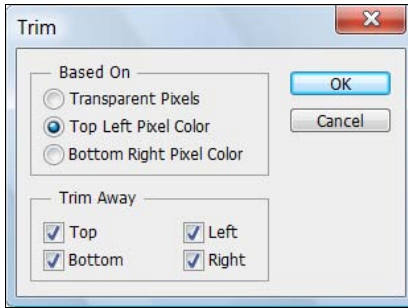 Trim
Based On
Transparent Pixels
Top Left Pixel Color
Bottom Right Pixel Color
OK
Cancel
Trim Away
Top
Left
Bottom
Right